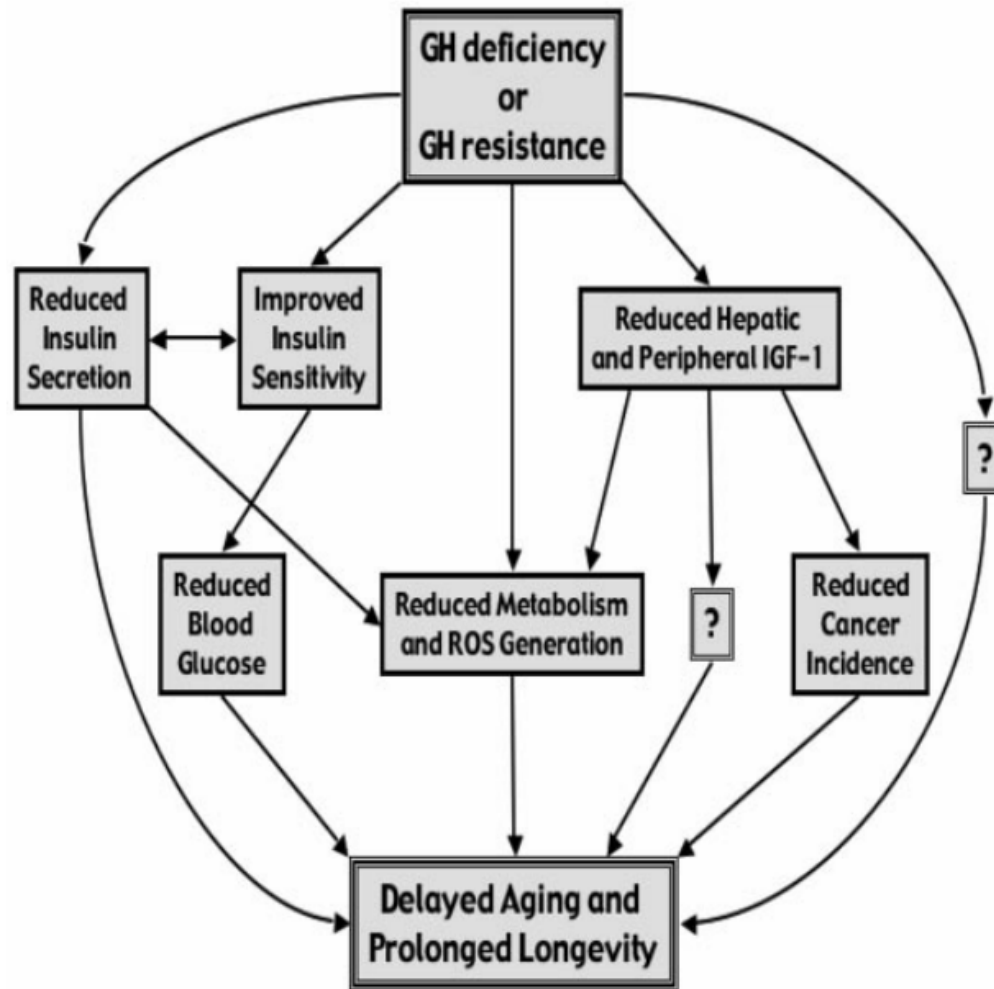 GH deficiency
or
GH resistance
Reduced
Insulin
Secretion
Improved
Insulin
Sensitivity
Reduced Hepatic
and Peripheral IGF-1
?
Reduced
Blood
Glucose
Reduced Metabolism
and ROS Generation
?
Reduced
Cancer
Incidence
Delayed Aging and
Prolonged Longevity